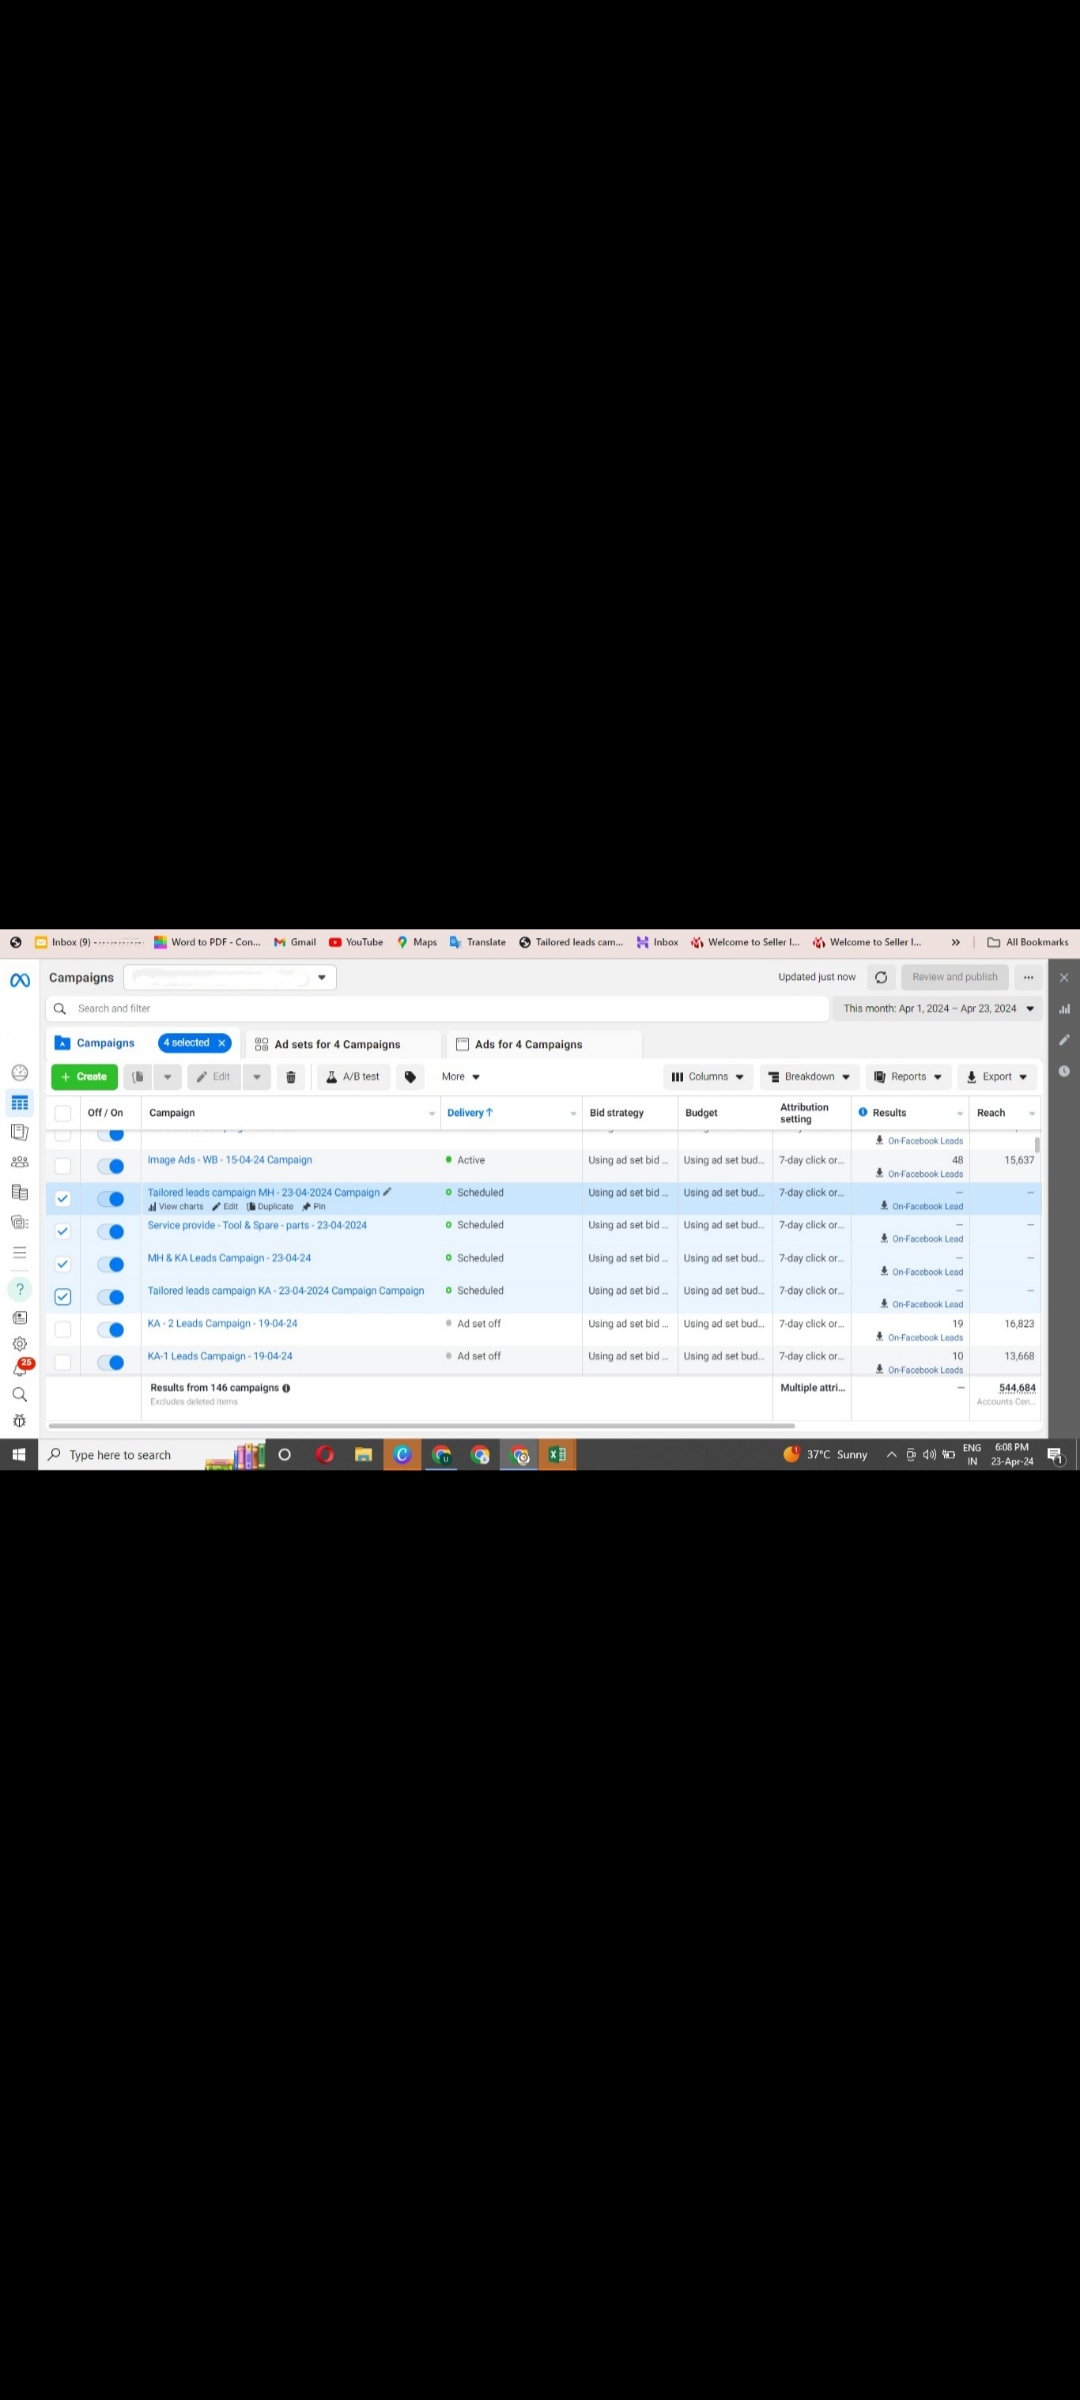 Inbox (9) - Word to PDF - Con... Gmail YouTube Maps Translate Tailored leads cam... Inbox Welcome to Seller I... Welcome to Seller I... » All Bookmarks
Campaigns Updated just now Review and publish ...
Search and filter This month: Apr 1, 2024 – Apr 23, 2024
Campaigns 4 selected × Ad sets for 4 Campaigns Ads for 4 Campaigns
+ Create Edit A/B test More Columns Breakdown Reports Export
Off / On Campaign Delivery ↑ Bid strategy Budget Attribution setting Results Reach
On-Facebook Leads
Image Ads - WB - 15-04-24 Campaign Active Using ad set bid ... Using ad set bud... 7-day click or... 48 15,637
On-Facebook Leads
Tailored leads campaign MH - 23-04-2024 Campaign Scheduled Using ad set bid ... Using ad set bud... 7-day click or... — —
View charts Edit Duplicate Pin On-Facebook Lead
Service provide - Tool & Spare - parts - 23-04-2024 Scheduled Using ad set bid ... Using ad set bud... 7-day click or... — —
On-Facebook Lead
MH & KA Leads Campaign - 23-04-24 Scheduled Using ad set bid ... Using ad set bud... 7-day click or... — —
On-Facebook Lead
Tailored leads campaign KA - 23-04-2024 Campaign Campaign Scheduled Using ad set bid ... Using ad set bud... 7-day click or... — —
On-Facebook Lead
KA - 2 Leads Campaign - 19-04-24 Ad set off Using ad set bid ... Using ad set bud... 7-day click or... 19 16,823
On-Facebook Leads
KA-1 Leads Campaign - 19-04-24 Ad set off Using ad set bid ... Using ad set bud... 7-day click or... 10 13,668
25 On-Facebook Leads
Results from 146 campaigns Multiple attri... — 544,684
Excludes deleted items Accounts Cen...
Type here to search 37°C Sunny ENG 6:08 PM
IN 23-Apr-24 1